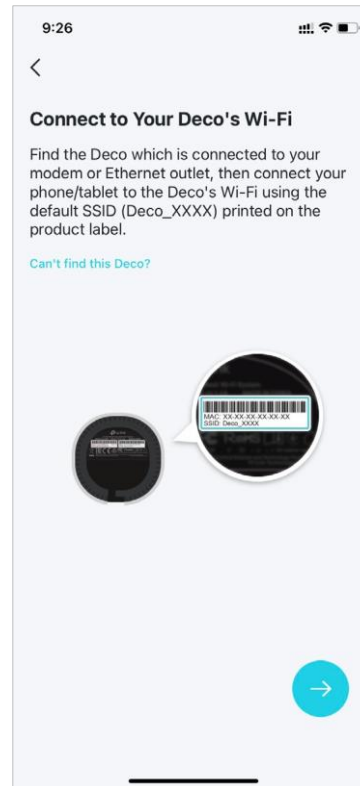 9:26
Connect to Your Deco's Wi-Fi
Find the Deco which is connected to your
modem or Ethernet outlet, then connect your
phone/tablet to the Deco's Wi-Fi using the
default SSID (Deco_XXXX) printed on the
product label.
Can't find this Deco?
MAC: XX-XX-XX-XX-XX-XX
SSID: Deco_XXXX